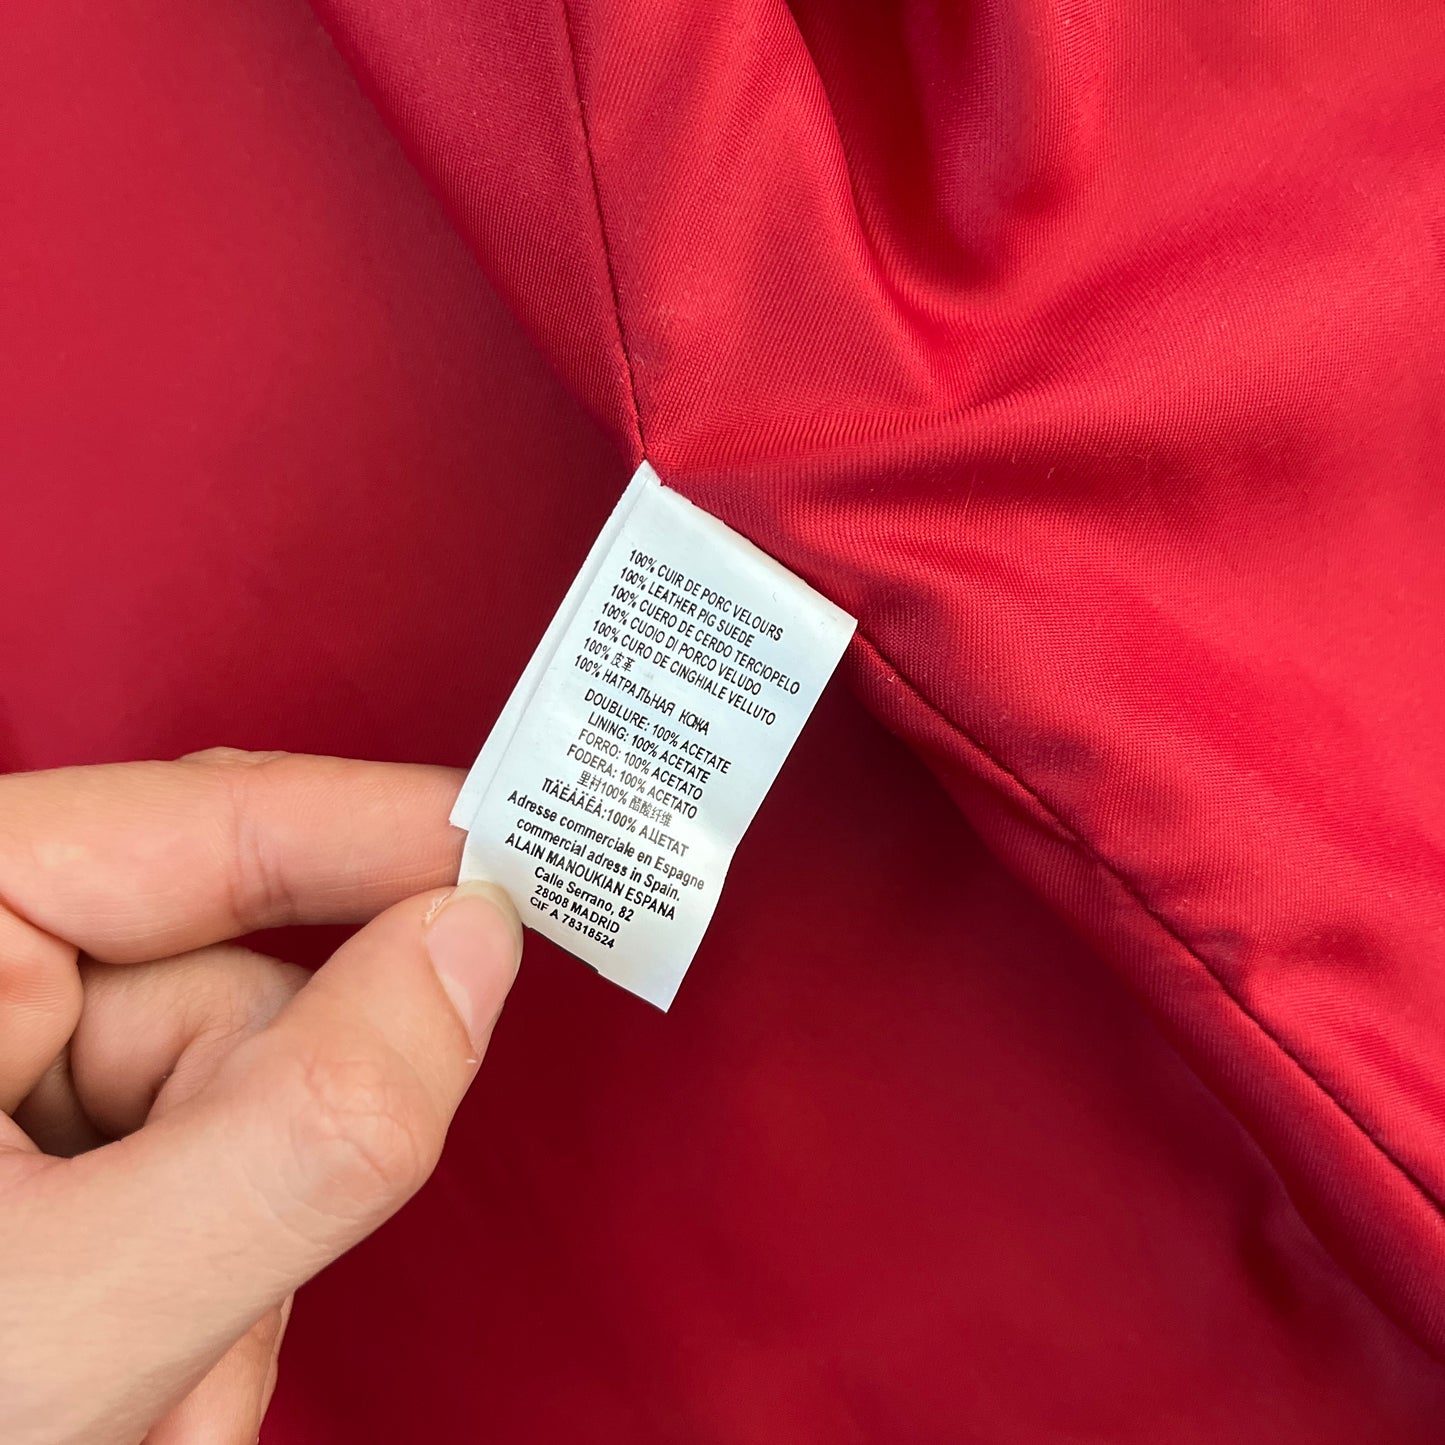 100% CUIR DE PORC VELOURS
100% LEATHER PIG SUEDE
100% CUERO DE CERDO TERCIOPELO
100% CUOIO DI PORCO VELUDO
100% CURO DE CINGHIALE VELLUTO
100% 皮革
100% НАТРАЛЬНАЯ КОЖА
DOUBLURE: 100% ACETATE
LINING: 100% ACETATE
FORRO: 100% ACETATO
FODERA: 100% ACETATO
里衬100% 醋酸纤维
ПÄËÀÄËÀ:100% АЦЕТАТ
Adresse commerciale en Espagne
commercial adress in Spain.
ALAIN MANOUKIAN ESPANA
Calle Serrano, 82
28008 MADRID
CIF A 78318524